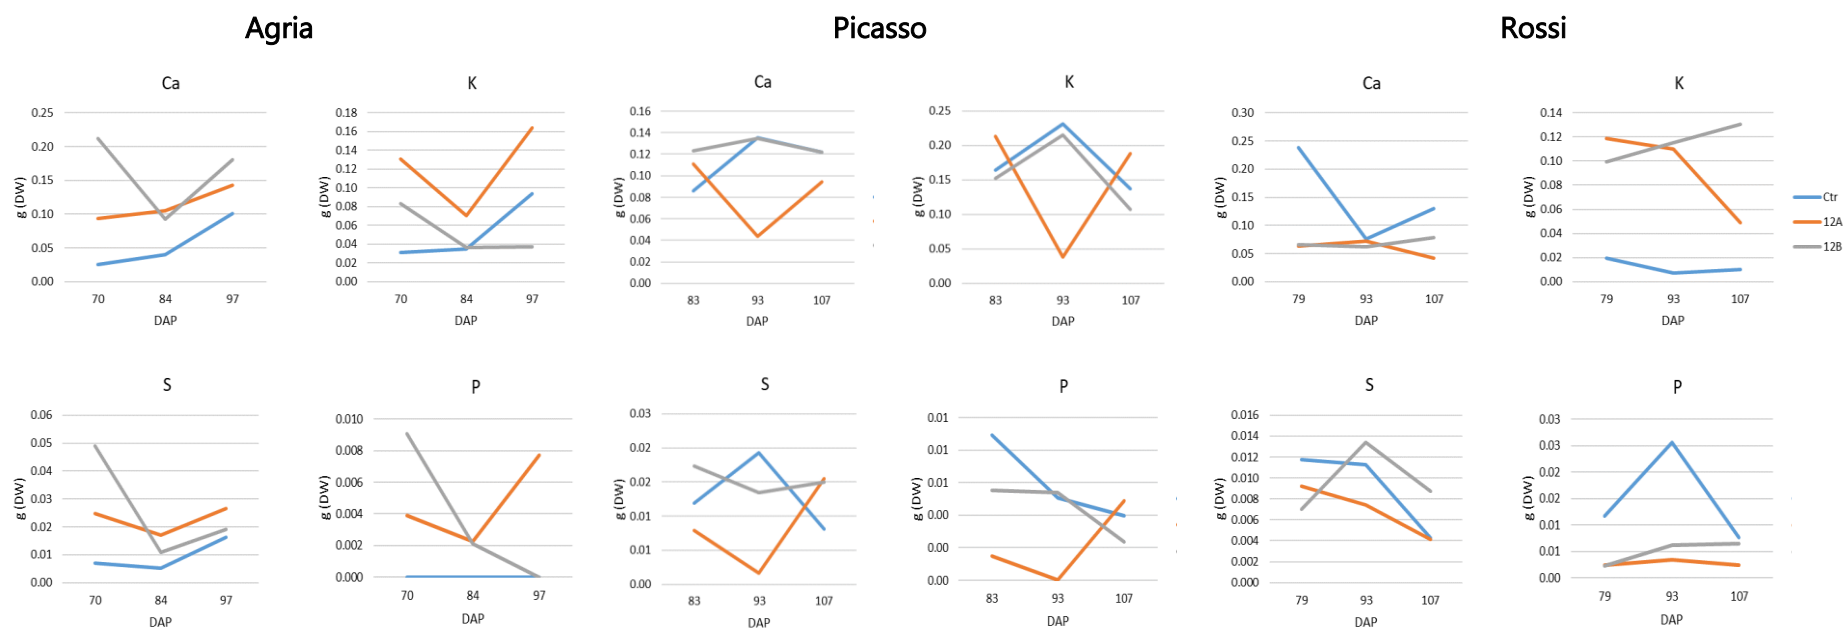 Agria
Picasso
Rossi
Ca
0.25
0.20
0.15
0.10
0.05
0.00
g (DW)
70 84 97
DAP
K
0.18
0.16
0.14
0.12
0.10
0.08
0.06
0.04
0.02
0.00
g (DW)
70 84 97
DAP
Ca
0.16
0.14
0.12
0.10
0.08
0.06
0.04
0.02
0.00
g (DW)
83 93 107
DAP
K
0.25
0.20
0.15
0.10
0.05
0.00
g (DW)
83 93 107
DAP
Ca
0.30
0.25
0.20
0.15
0.10
0.05
0.00
g (DW)
79 93 107
DAP
K
0.14
0.12
0.10
0.08
0.06
0.04
0.02
0.00
g (DW)
79 93 107
DAP
Ctr
12A
12B
S
0.06
0.05
0.04
0.03
0.02
0.01
0.00
g (DW)
70 84 97
DAP
P
0.010
0.008
0.006
0.004
0.002
0.000
g (DW)
70 84 97
DAP
S
0.03
0.02
0.02
0.01
0.01
0.00
g (DW)
83 93 107
DAP
P
0.01
0.01
0.01
0.00
0.00
0.00
g (DW)
83 93 107
DAP
S
0.016
0.014
0.012
0.010
0.008
0.006
0.004
0.002
0.000
g (DW)
79 93 107
DAP
P
0.03
0.03
0.02
0.02
0.01
0.01
0.00
g (DW)
79 93 107
DAP